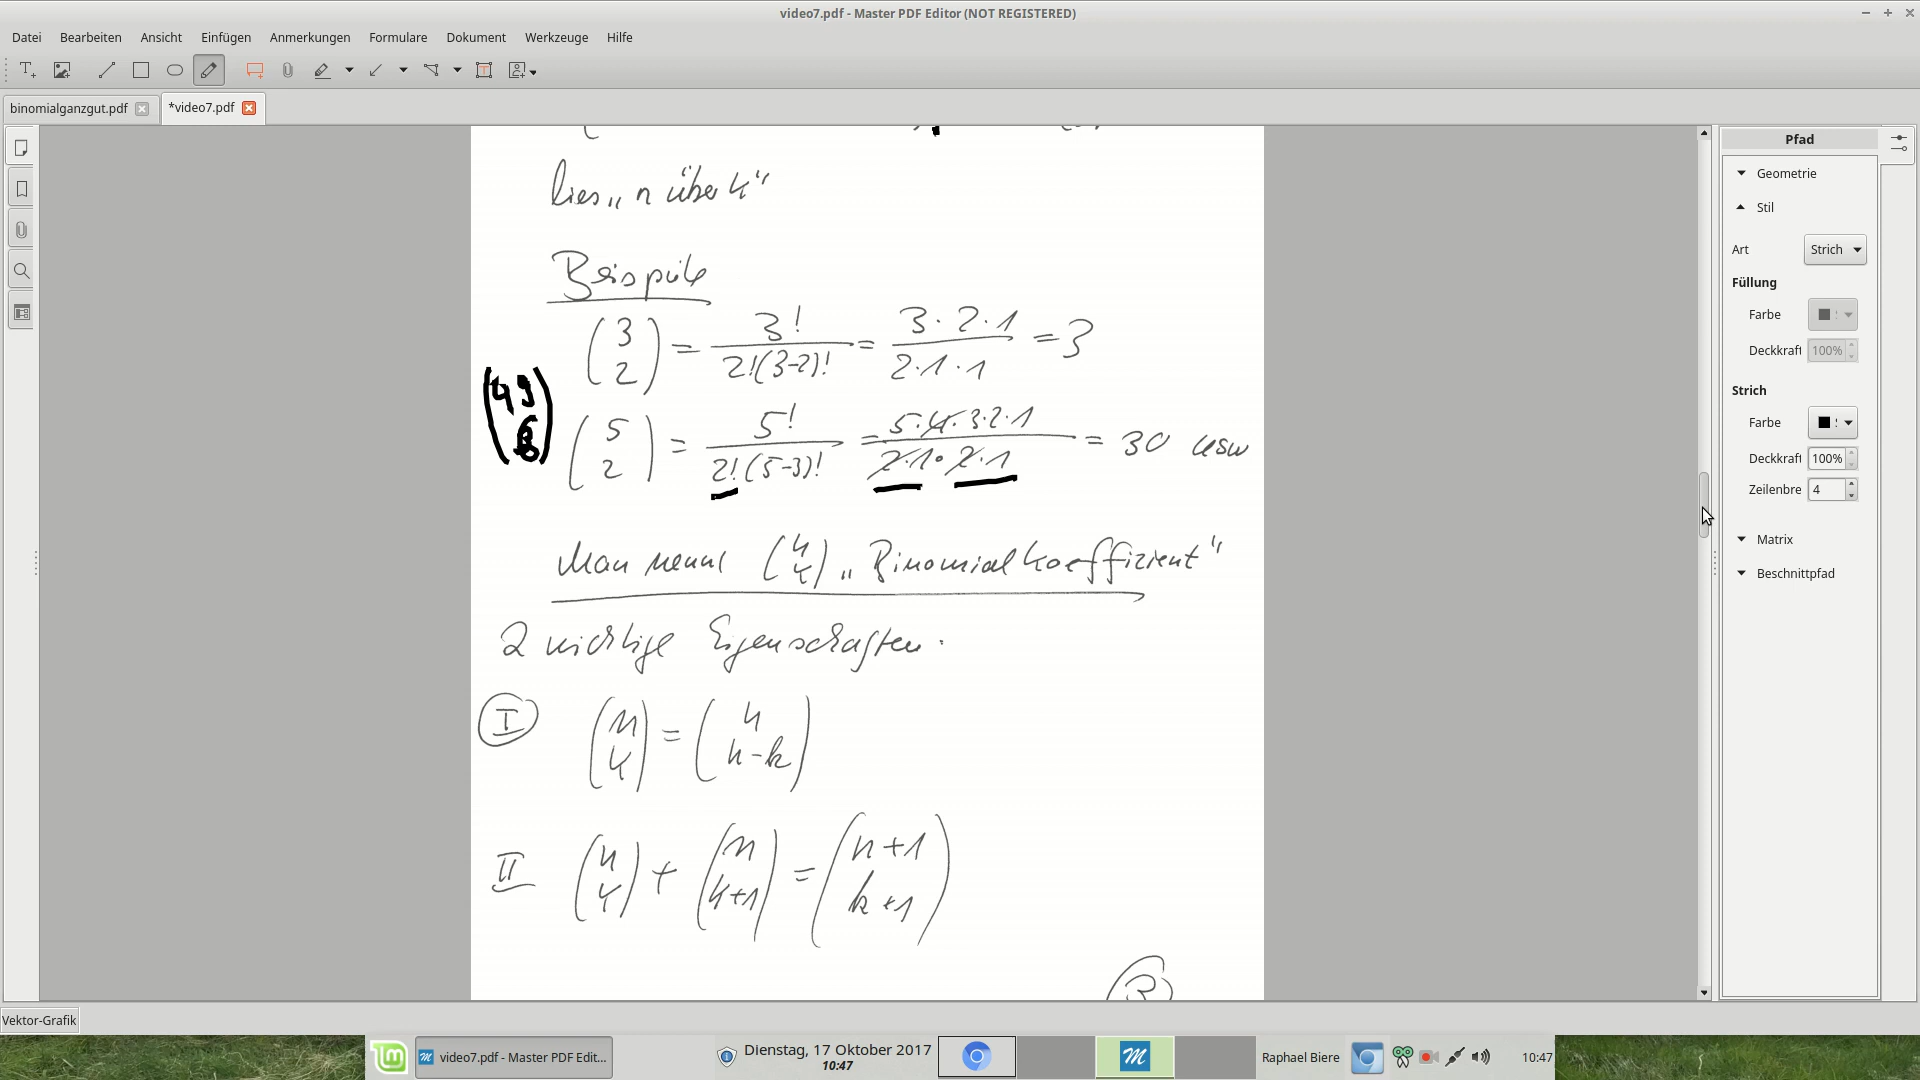 video7.pdf - Master PDF Editor (NOT REGISTERED)
Datei Bearbeiten Ansicht Einfügen Anmerkungen Formulare Dokument Werkzeuge Hilfe
binomialganzgut.pdf *video7.pdf
lies „n über k"
Beispiele
(3 2) = 3! / 2!(3-2)! = 3·2·1 / 2·1·1 = 3
(49 6)
(5 2) = 5! / 2!(5-3)! = 5·4·3·2·1 / 2·1·2·1 = 30 usw
Man nennt (n k) „Binomialkoeffizient"
2 wichtige Eigenschaften.
I (n k) = (n n-k)
II (n k) + (n k+1) = (n+1 k+1)
Pfad
Geometrie
Stil
Art Strich
Füllung
Farbe
Deckkraft 100%
Strich
Farbe
Deckkraft 100%
Zeilenbre 4
Matrix
Beschnittpfad
Vektor-Grafik
video7.pdf - Master PDF Edit...
Dienstag, 17 Oktober 2017
10:47
Raphael Biere
10:47